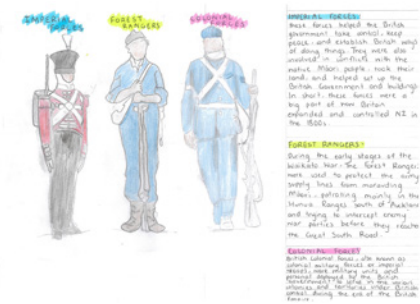 IMPERIAL
FORCES
FOREST
RANGERS
COLONIAL
FORCES
IMPERIAL FORCES:
These forces helped the British
government take control, keep
peace, and establish British ways
of doing things. They were also
involved in conflicts with the
native Māori people, took their
land, and helped set up the
British Government and buildings.
In short, these forces were a
big part of how Britain
expanded and controlled NZ in
the 1800s.
FOREST RANGERS:
During the early stages of the
Waikato War, the Forest Rangers
were used to protect the army
supply lines from marauding
Māori, patrolling mainly in the
Hunua Ranges south of Auckland
and trying to intercept enemy
war parties before they reached
the Great South Road.
COLONIAL FORCES
British Colonial forces, also known as
colonial military forces or imperial
troops, were military units and
personnel deployed by the British
Government to serve in the various
colonies and territories under British
control during the era of the British
Empire.